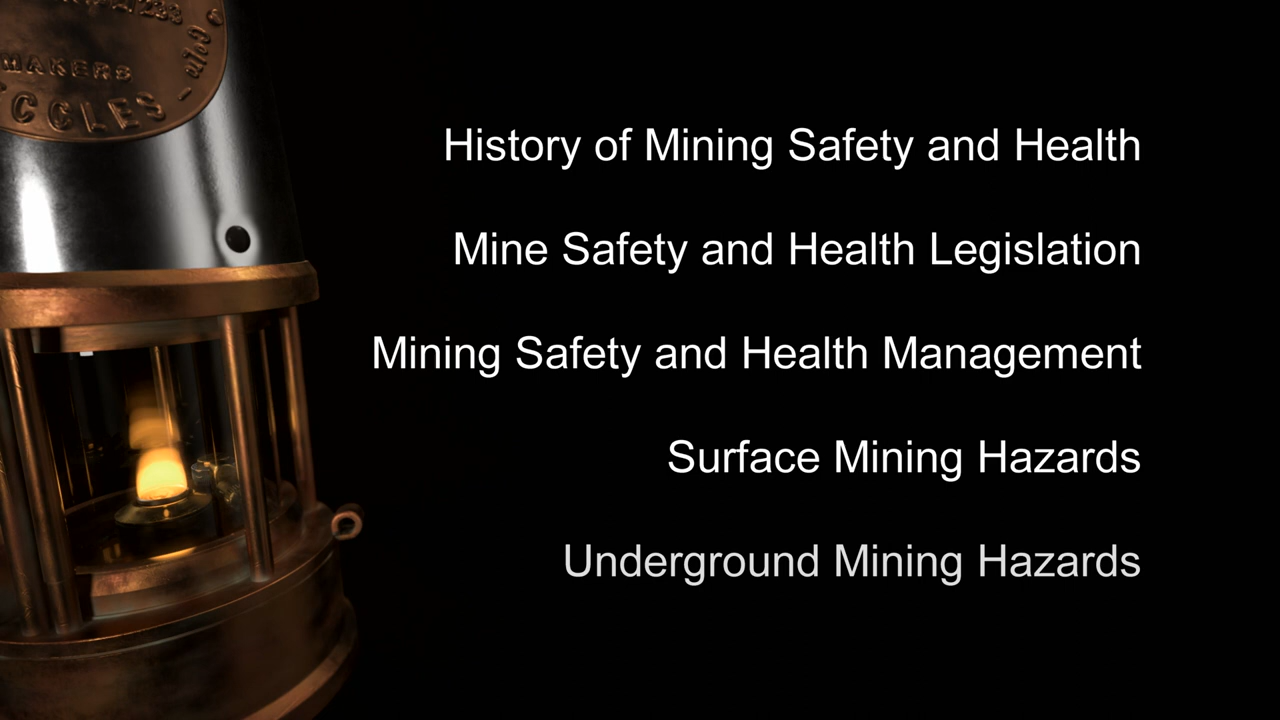 MAKERS
CCLES
History of Mining Safety and Health
Mine Safety and Health Legislation
Mining Safety and Health Management
Surface Mining Hazards
Underground Mining Hazards